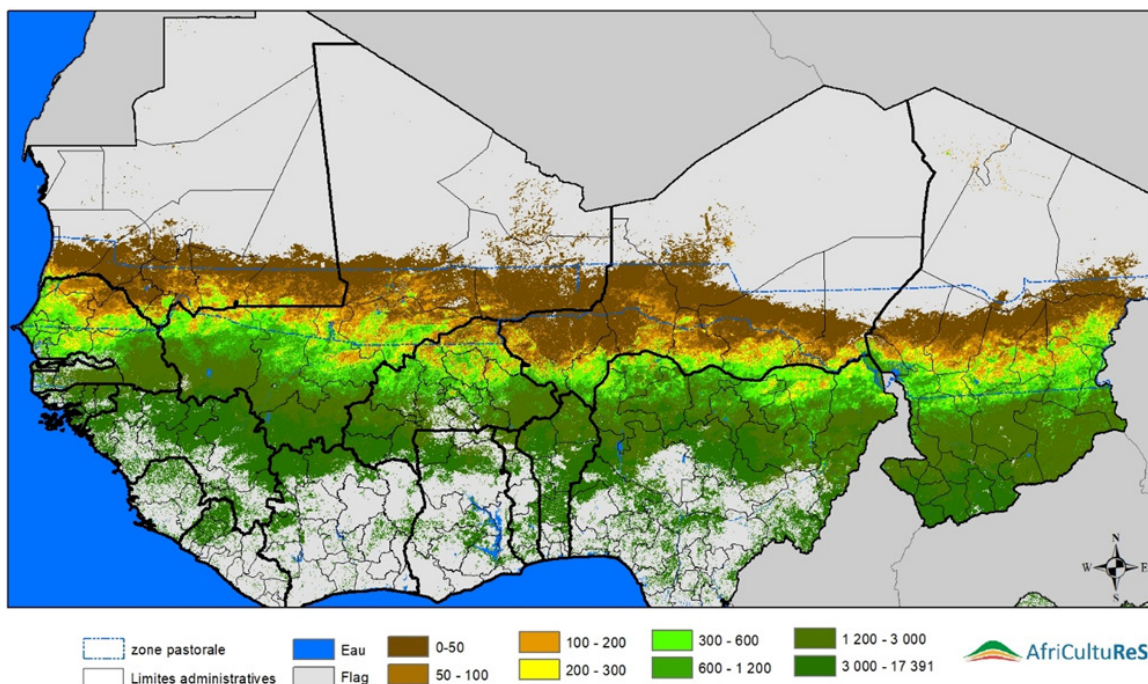 N
W E
S
zone pastorale
Limites administratives
Eau
Flag
0-50
50 - 100
100 - 200
200 - 300
300 - 600
600 - 1 200
1 200 - 3 000
3 000 - 17 391
AfriCultuReS